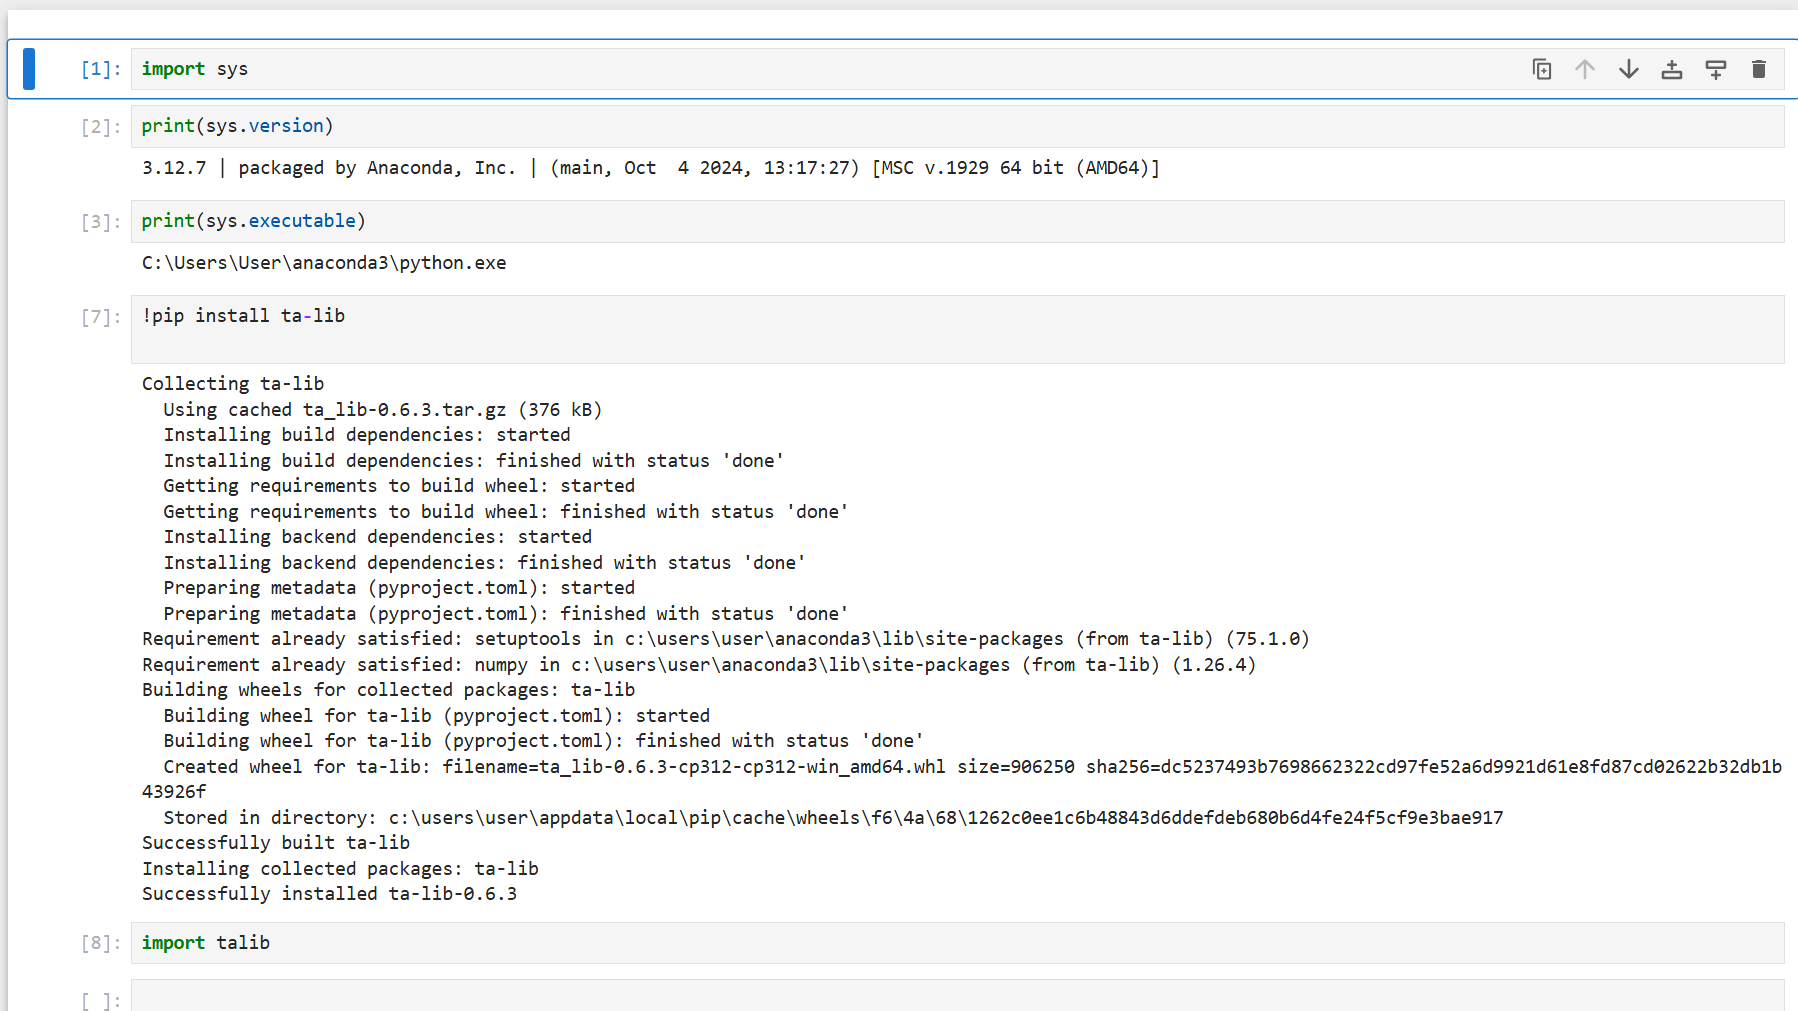 [1]: import sys
[2]: print(sys.version)
3.12.7 | packaged by Anaconda, Inc. | (main, Oct  4 2024, 13:17:27) [MSC v.1929 64 bit (AMD64)]
[3]: print(sys.executable)
C:\Users\User\anaconda3\python.exe
[7]: !pip install ta-lib
Collecting ta-lib
  Using cached ta_lib-0.6.3.tar.gz (376 kB)
  Installing build dependencies: started
  Installing build dependencies: finished with status 'done'
  Getting requirements to build wheel: started
  Getting requirements to build wheel: finished with status 'done'
  Installing backend dependencies: started
  Installing backend dependencies: finished with status 'done'
  Preparing metadata (pyproject.toml): started
  Preparing metadata (pyproject.toml): finished with status 'done'
Requirement already satisfied: setuptools in c:\users\user\anaconda3\lib\site-packages (from ta-lib) (75.1.0)
Requirement already satisfied: numpy in c:\users\user\anaconda3\lib\site-packages (from ta-lib) (1.26.4)
Building wheels for collected packages: ta-lib
  Building wheel for ta-lib (pyproject.toml): started
  Building wheel for ta-lib (pyproject.toml): finished with status 'done'
  Created wheel for ta-lib: filename=ta_lib-0.6.3-cp312-cp312-win_amd64.whl size=906250 sha256=dc5237493b7698662322cd97fe52a6d9921d61e8fd87cd02622b32db1b
43926f
  Stored in directory: c:\users\user\appdata\local\pip\cache\wheels\f6\4a\68\1262c0ee1c6b48843d6ddefdeb680b6d4fe24f5cf9e3bae917
Successfully built ta-lib
Installing collected packages: ta-lib
Successfully installed ta-lib-0.6.3
[8]: import talib
[ ]: